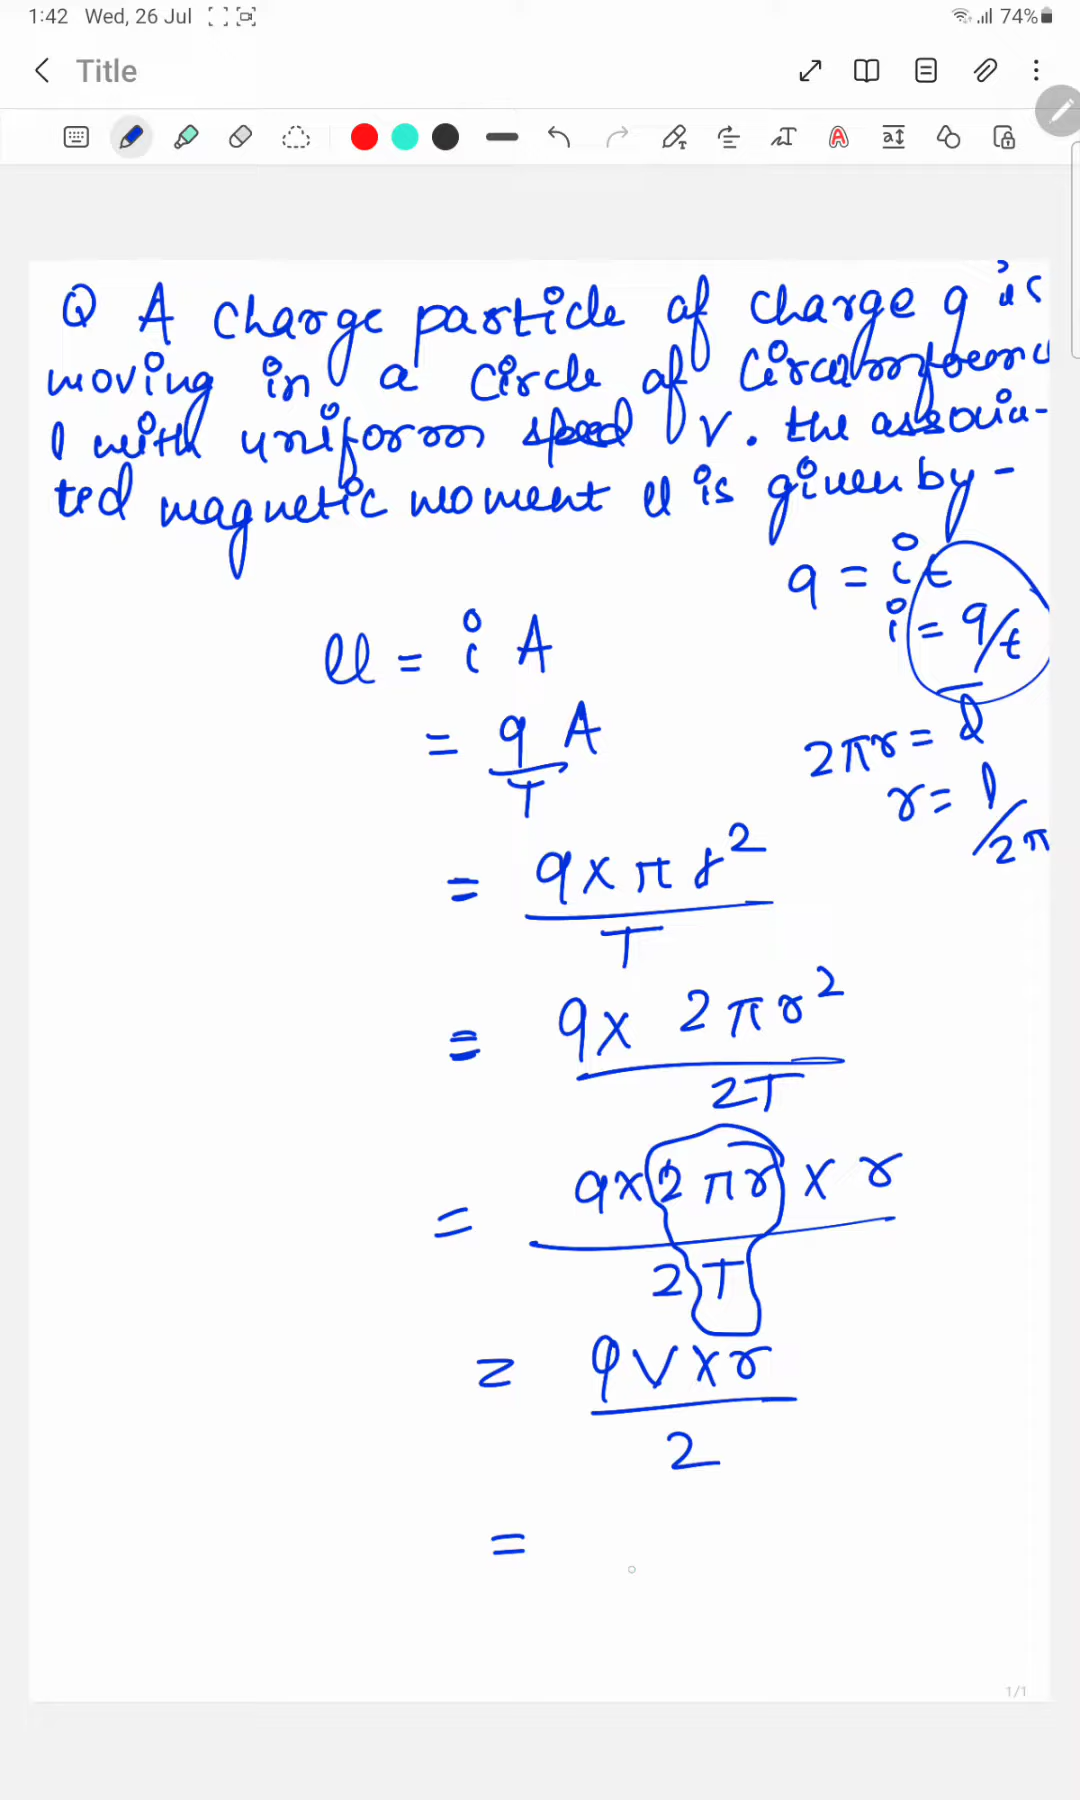 1:42 Wed, 26 Jul 74%
Title
Q A charge particle of charge q is
moving in a circle of
l with uniform speed v. the associa-
ted magnetic moment μ is given by -
q = it
i = q/t
μ = i A
= q/T A
2πr = l
r = l/2π
= q×πr²/T
= q× 2πr²/2T
= q×2πr × r/2T
= qv×r/2
=
1/1